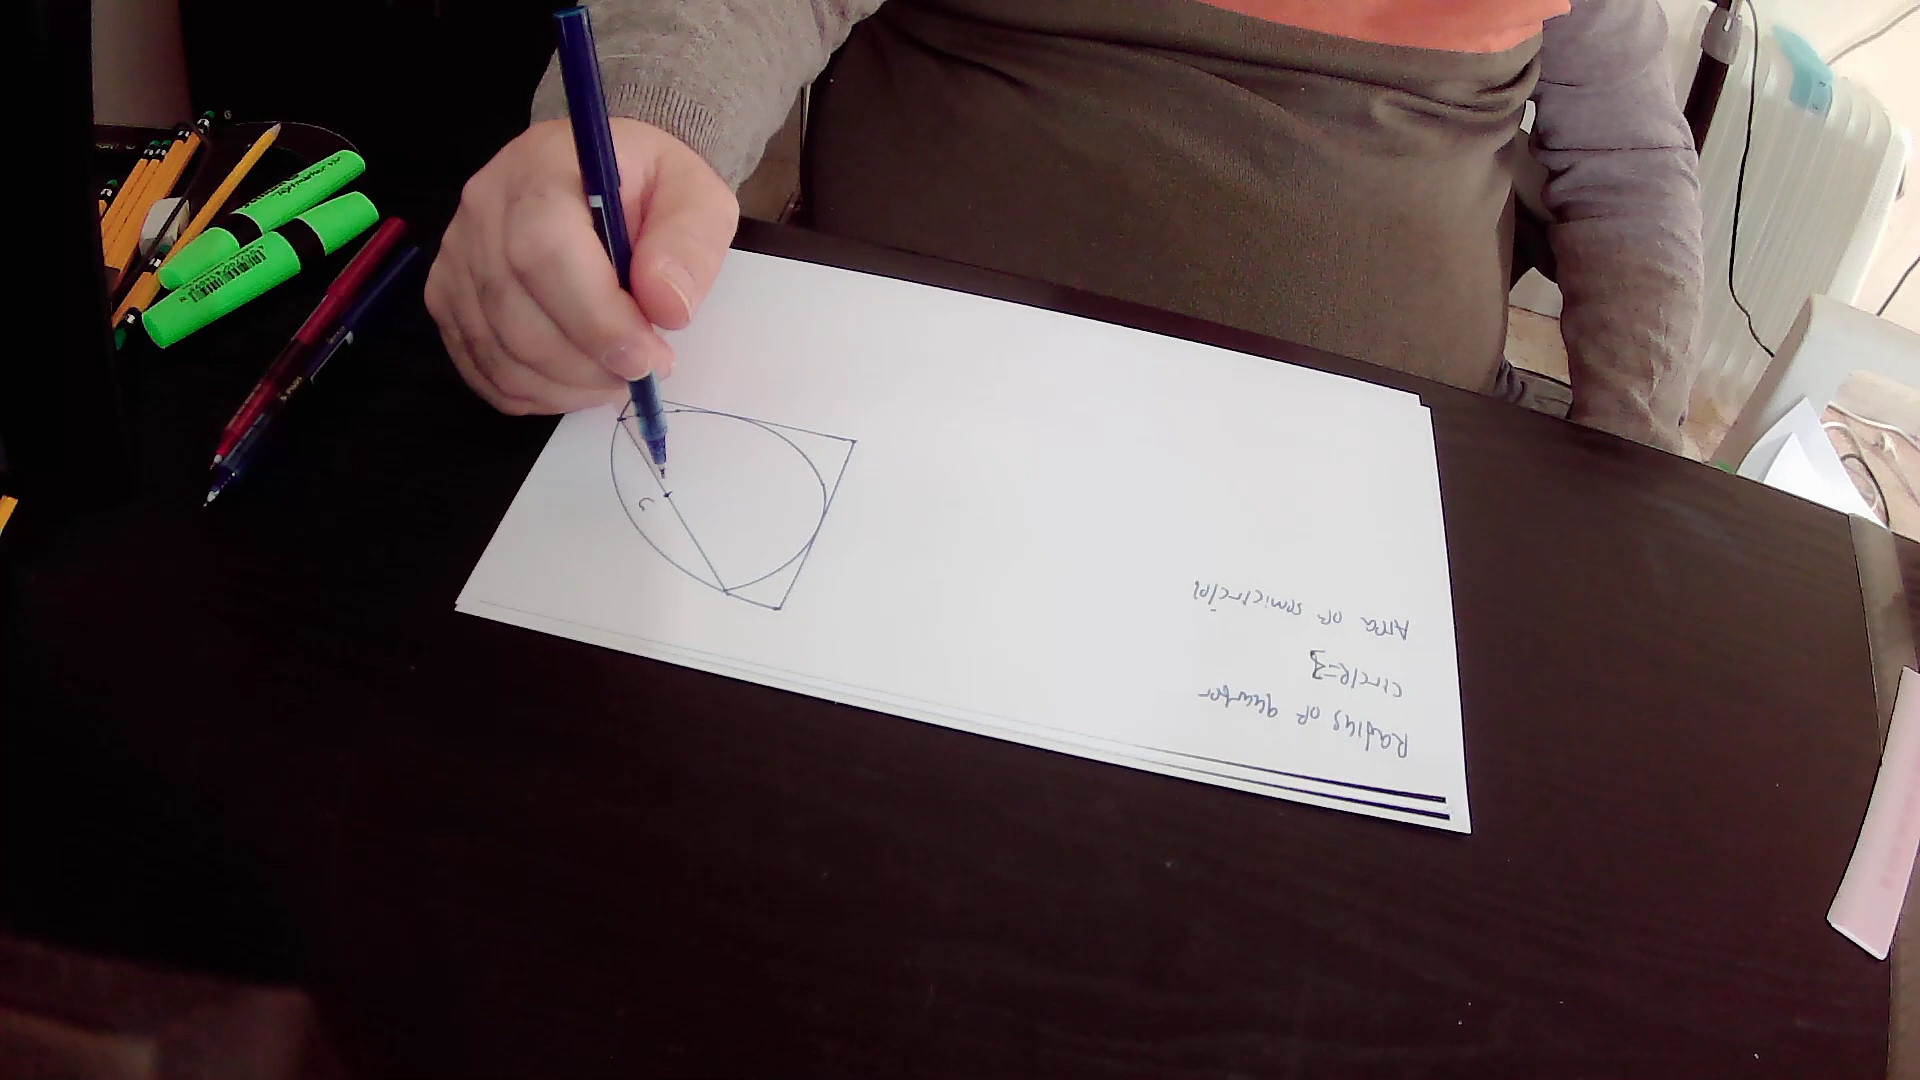 Radius of quarter
circle=3
Area of semicircle